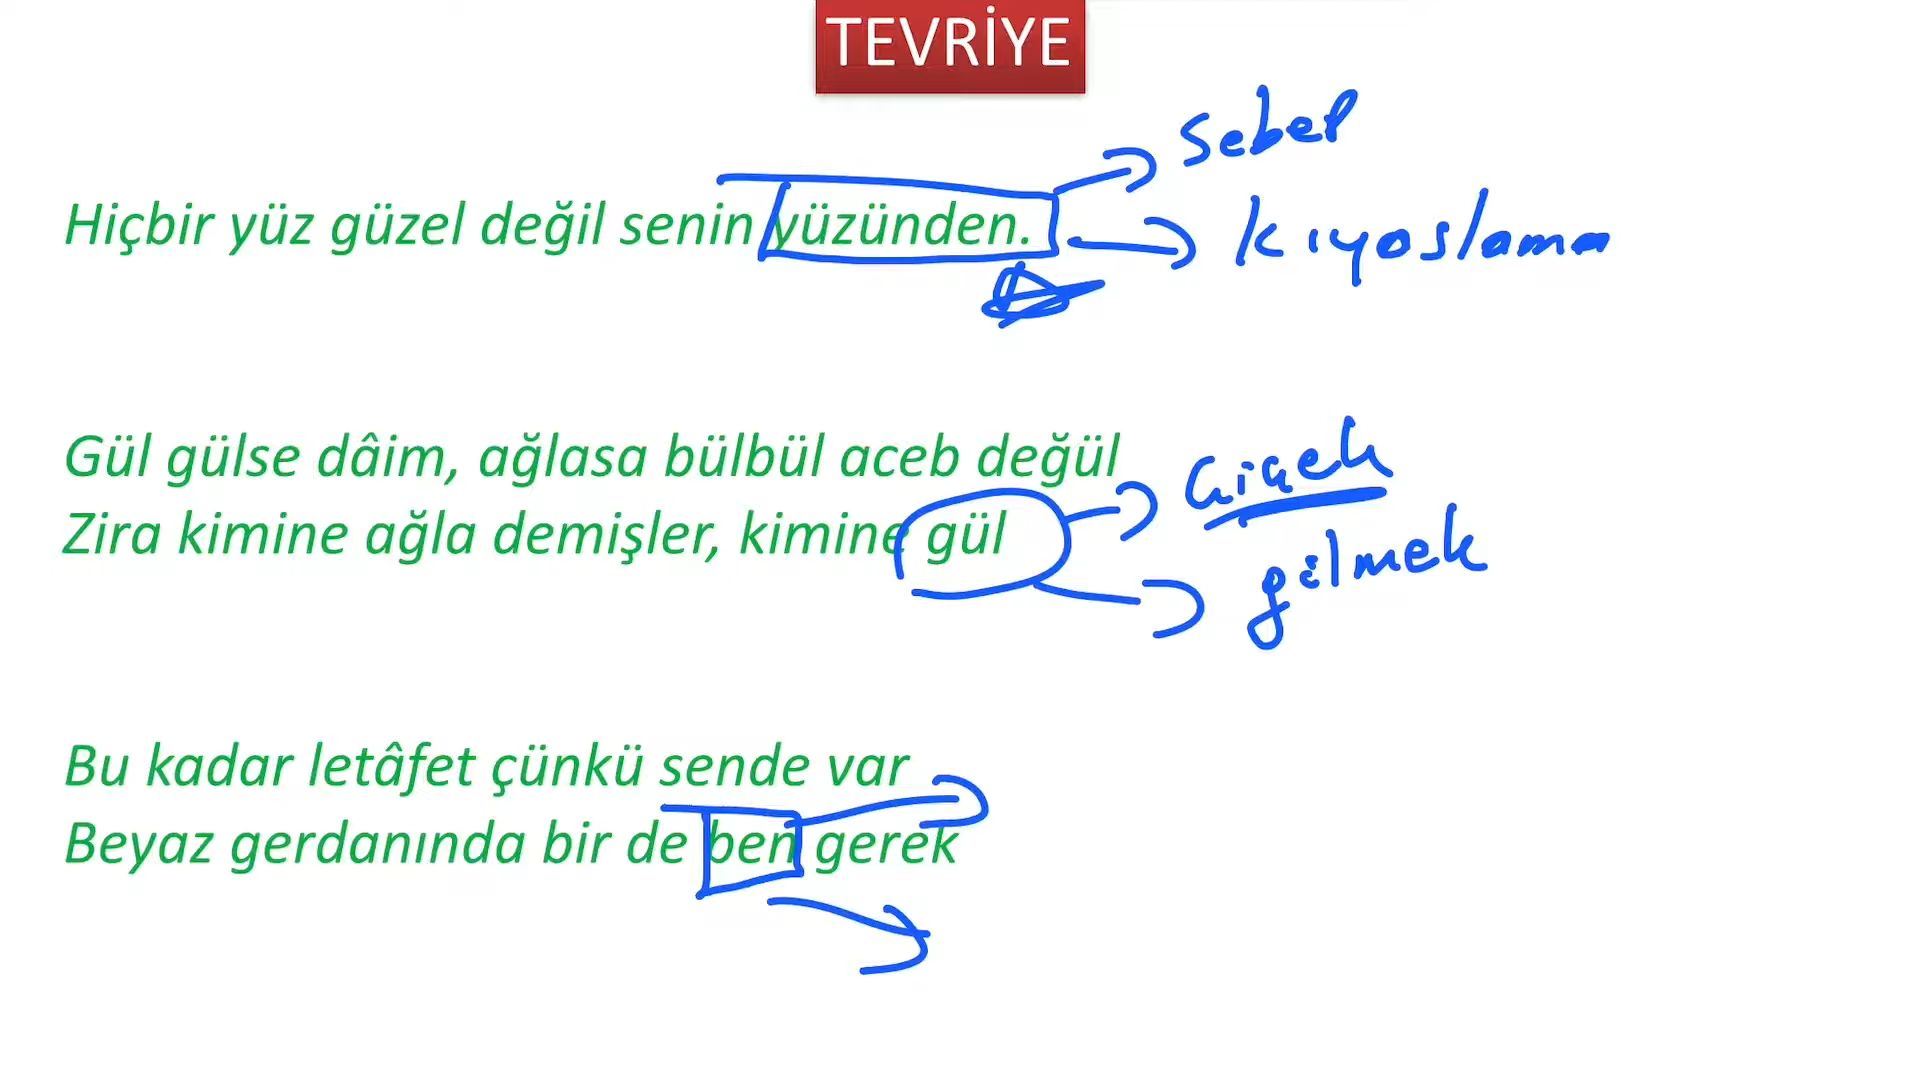 TEVRİYE
sebep
Hiçbir yüz güzel değil senin yüzünden.
kıyaslama
Gül gülse dâim, ağlasa bülbül aceb değül
çiçek
Zira kimine ağla demişler, kimine gül
gülmek
Bu kadar letâfet çünkü sende var
Beyaz gerdanında bir de ben gerek